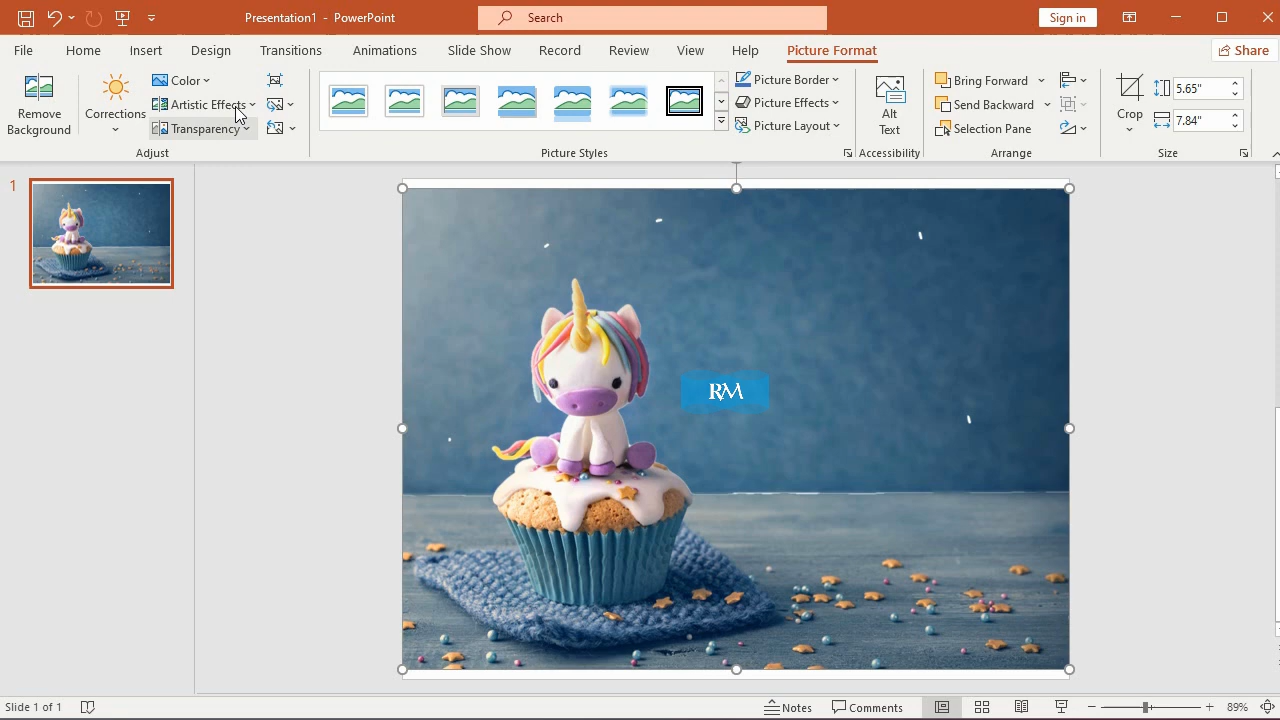 Presentation1 - PowerPoint
Search
Sign in
File Home Insert Design Transitions Animations Slide Show Record Review View Help Picture Format Share
Remove Background
Corrections
Color
Artistic Effects
Transparency
Adjust
Picture Styles
Picture Border
Picture Effects
Picture Layout
Alt Text
Accessibility
Bring Forward
Send Backward
Selection Pane
Arrange
Crop
5.65"
7.84"
Size
1
RM
Slide 1 of 1
Notes
Comments
89%